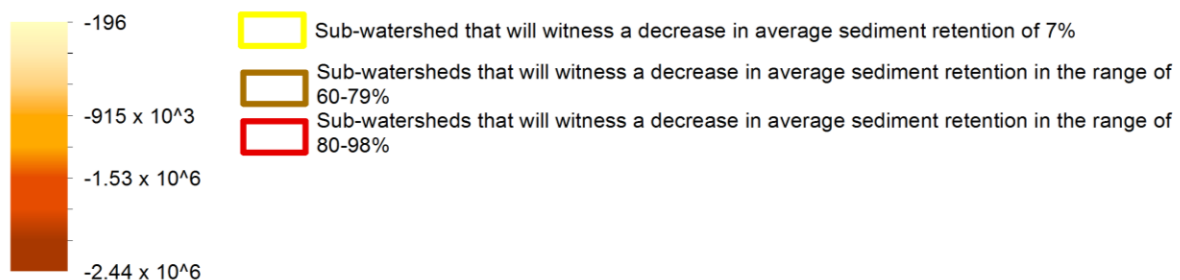 -196
-915 x 10^3
-1.53 x 10^6
-2.44 x 10^6
Sub-watershed that will witness a decrease in average sediment retention of 7%
Sub-watersheds that will witness a decrease in average sediment retention in the range of
60-79%
Sub-watersheds that will witness a decrease in average sediment retention in the range of
80-98%